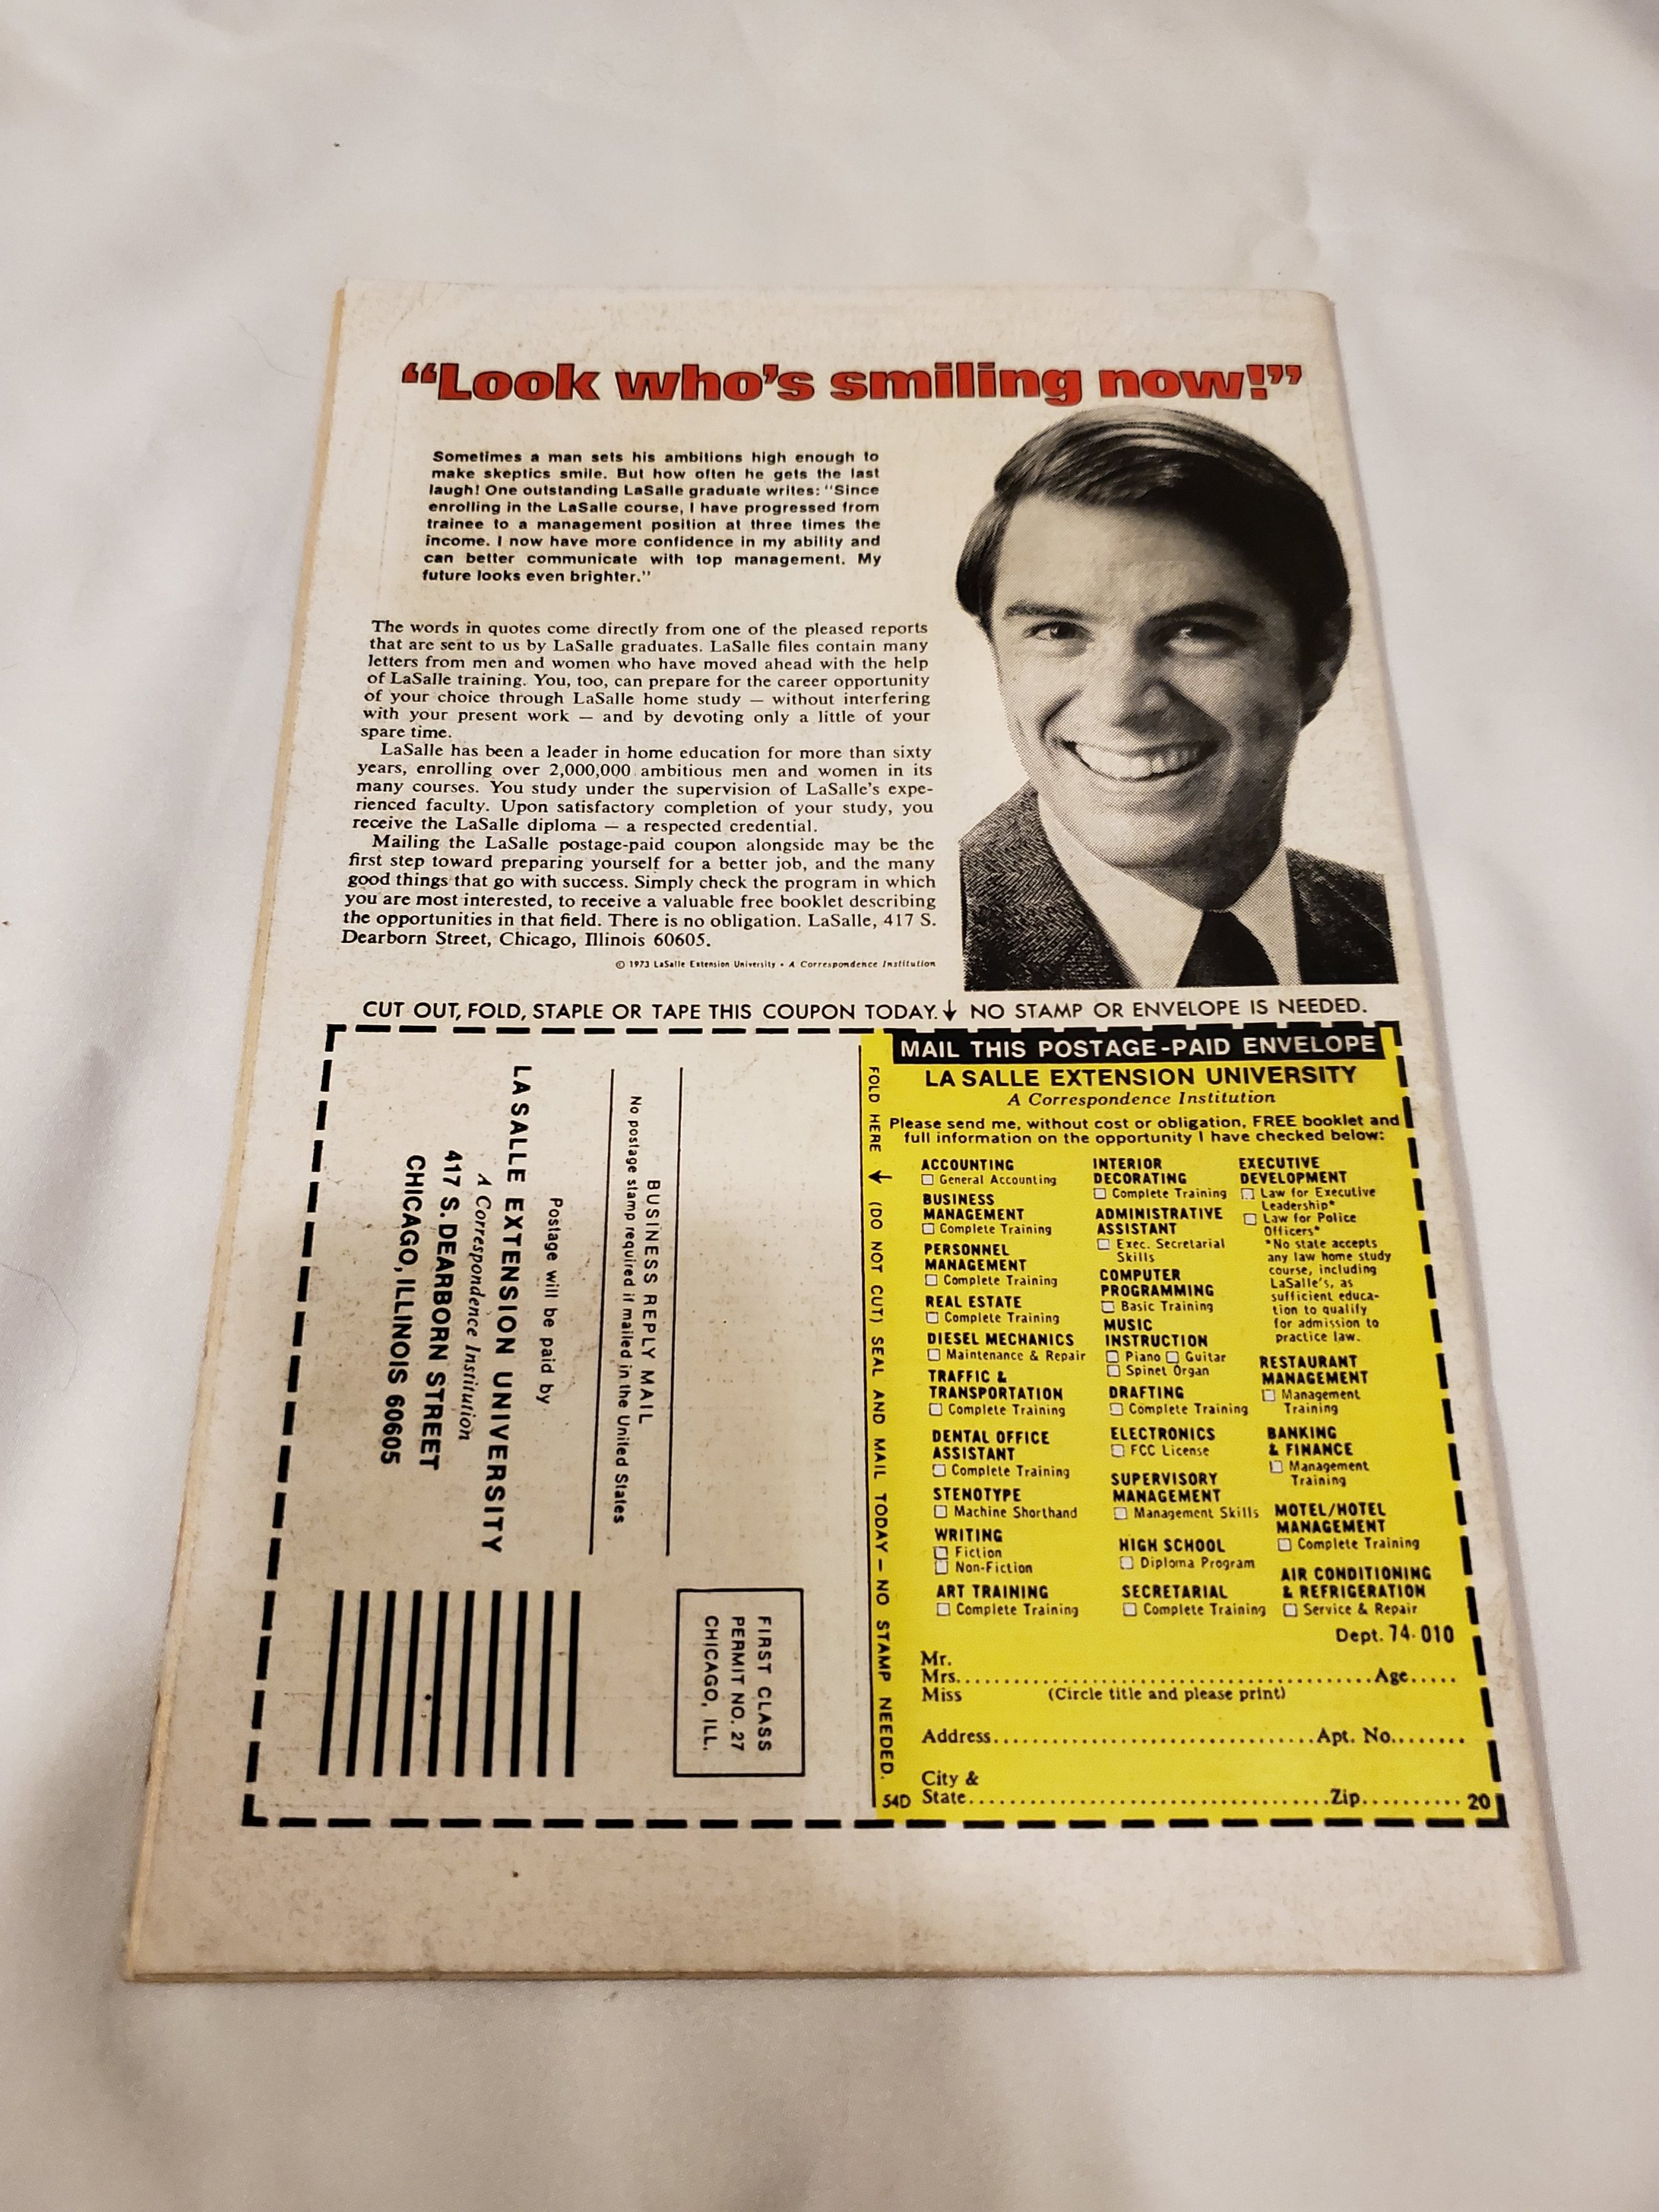 “Look who’s smiling now!”
Sometimes a man sets his ambitions high enough to
make skeptics smile. But how often he gets the last
laugh! One outstanding LaSalle graduate writes: "Since
enrolling in the LaSalle course, I have progressed from
trainee to a management position at three times the
income. I now have more confidence in my ability and
can better communicate with top management. My
future looks even brighter."
The words in quotes come directly from one of the pleased reports
that are sent to us by LaSalle graduates. LaSalle files contain many
letters from men and women who have moved ahead with the help
of LaSalle training. You, too, can prepare for the career opportunity
of your choice through LaSalle home study — without interfering
with your present work — and by devoting only a little of your
spare time.
LaSalle has been a leader in home education for more than sixty
years, enrolling over 2,000,000 ambitious men and women in its
many courses. You study under the supervision of LaSalle's expe-
rienced faculty. Upon satisfactory completion of your study, you
receive the LaSalle diploma — a respected credential.
Mailing the LaSalle postage-paid coupon alongside may be the
first step toward preparing yourself for a better job, and the many
good things that go with success. Simply check the program in which
you are most interested, to receive a valuable free booklet describing
the opportunities in that field. There is no obligation. LaSalle, 417 S.
Dearborn Street, Chicago, Illinois 60605.
© 1973 LaSalle Extension University • A Correspondence Institution
CUT OUT, FOLD, STAPLE OR TAPE THIS COUPON TODAY.↓ NO STAMP OR ENVELOPE IS NEEDED.
FIRST CLASS
PERMIT NO. 27
CHICAGO, ILL.
BUSINESS REPLY MAIL
No postage stamp required if mailed in the United States
Postage will be paid by
LA SALLE EXTENSION UNIVERSITY
A Correspondence Institution
417 S. DEARBORN STREET
CHICAGO, ILLINOIS 60605
FOLD HERE → (DO NOT CUT) SEAL AND MAIL TODAY — NO STAMP NEEDED.
MAIL THIS POSTAGE-PAID ENVELOPE
LA SALLE EXTENSION UNIVERSITY
A Correspondence Institution
Please send me, without cost or obligation, FREE booklet and
full information on the opportunity I have checked below:
ACCOUNTING
☐ General Accounting
BUSINESS
MANAGEMENT
☐ Complete Training
PERSONNEL
MANAGEMENT
☐ Complete Training
REAL ESTATE
☐ Complete Training
DIESEL MECHANICS
☐ Maintenance & Repair
TRAFFIC &
TRANSPORTATION
☐ Complete Training
DENTAL OFFICE
ASSISTANT
☐ Complete Training
STENOTYPE
☐ Machine Shorthand
WRITING
☐ Fiction
☐ Non-Fiction
ART TRAINING
☐ Complete Training
INTERIOR
DECORATING
☐ Complete Training
ADMINISTRATIVE
ASSISTANT
☐ Exec. Secretarial
Skills
COMPUTER
PROGRAMMING
☐ Basic Training
MUSIC
INSTRUCTION
☐ Piano ☐ Guitar
☐ Spinet Organ
DRAFTING
☐ Complete Training
ELECTRONICS
☐ FCC License
SUPERVISORY
MANAGEMENT
☐ Management Skills
HIGH SCHOOL
☐ Diploma Program
SECRETARIAL
☐ Complete Training
EXECUTIVE
DEVELOPMENT
☐ Law for Executive
Leadership*
☐ Law for Police
Officers*
*No state accepts
any law home study
course, including
LaSalle's, as
sufficient educa-
tion to qualify
for admission to
practice law.
RESTAURANT
MANAGEMENT
☐ Management
Training
BANKING
& FINANCE
☐ Management
Training
MOTEL/HOTEL
MANAGEMENT
☐ Complete Training
AIR CONDITIONING
& REFRIGERATION
☐ Service & Repair
Dept. 74-010
Mr.
Mrs. Age
Miss (Circle title and please print)
Address Apt. No.
City &
State Zip
54D 20